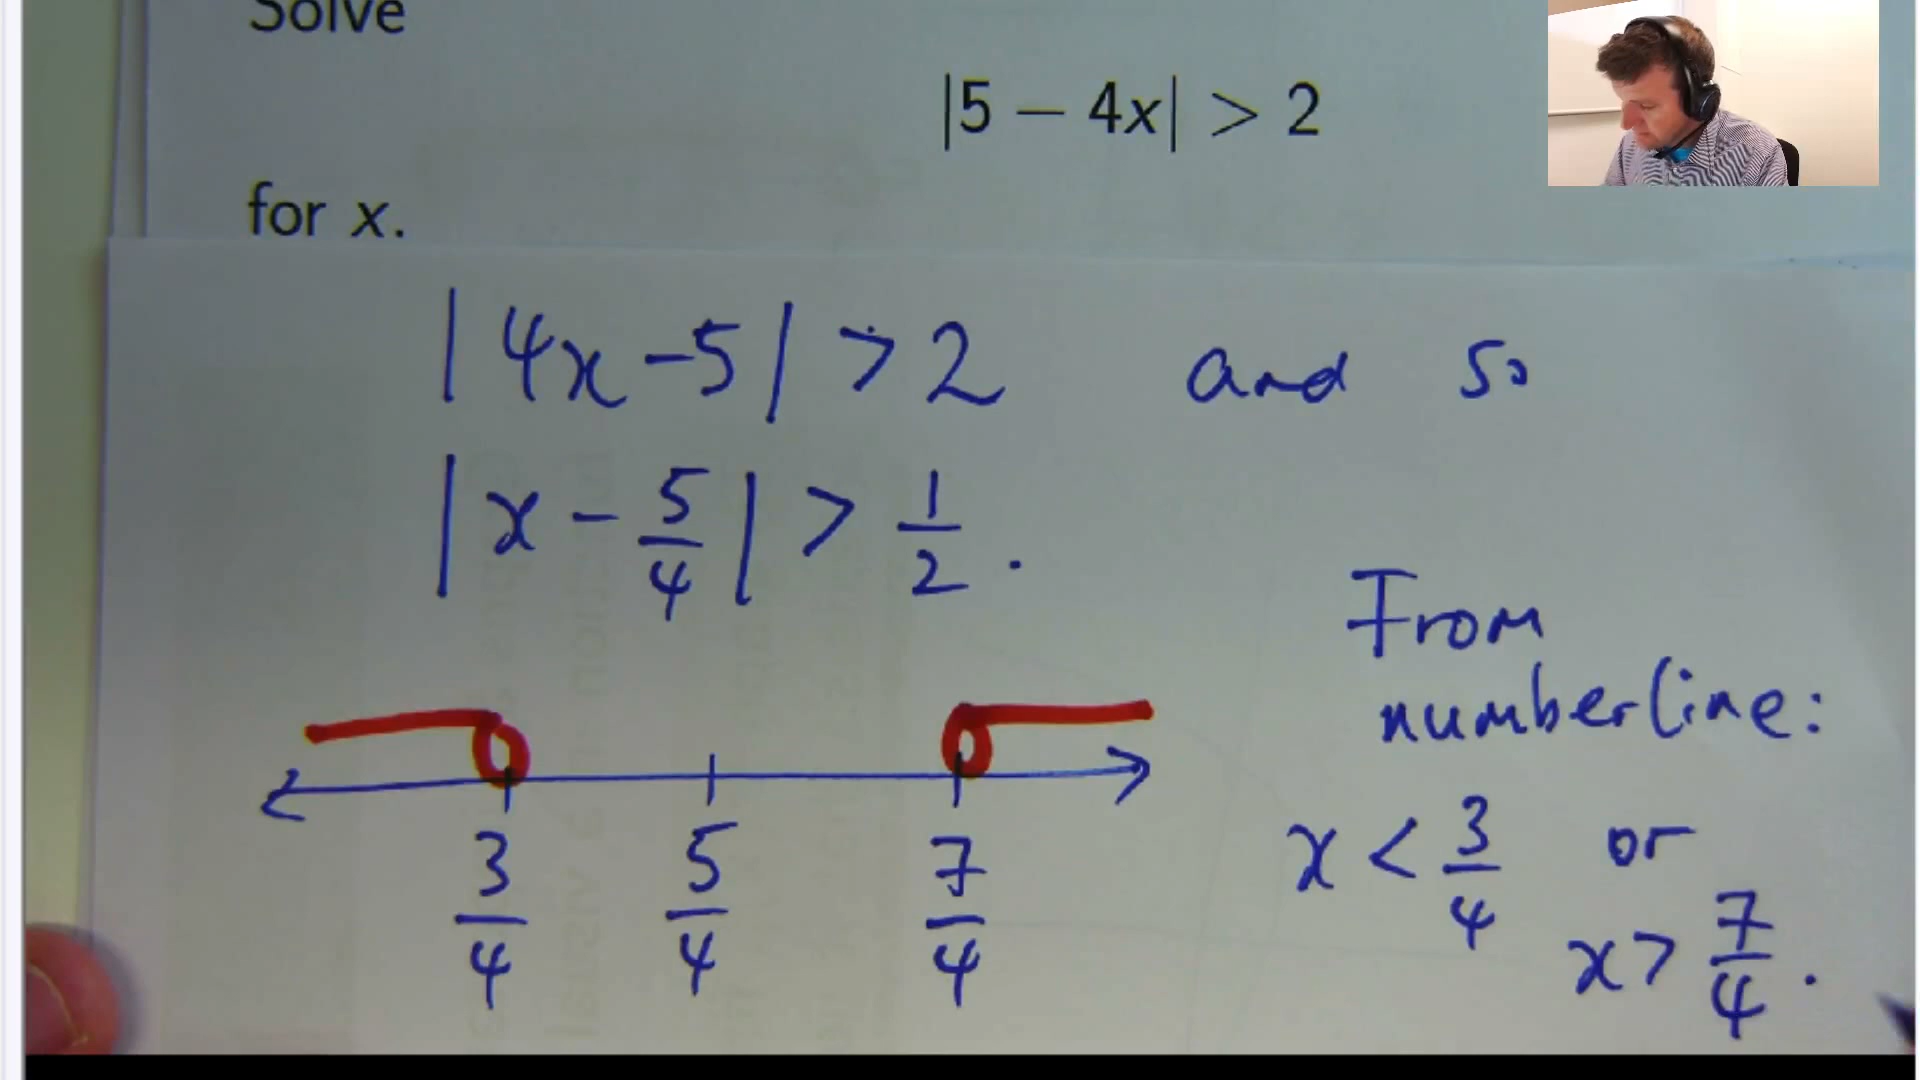 Solve
|5 − 4x| > 2
for x.
|4x − 5| > 2 and so
|x − 5/4| > 1/2.
From
numberline:
3/4 5/4 7/4
x < 3/4 or
x > 7/4.